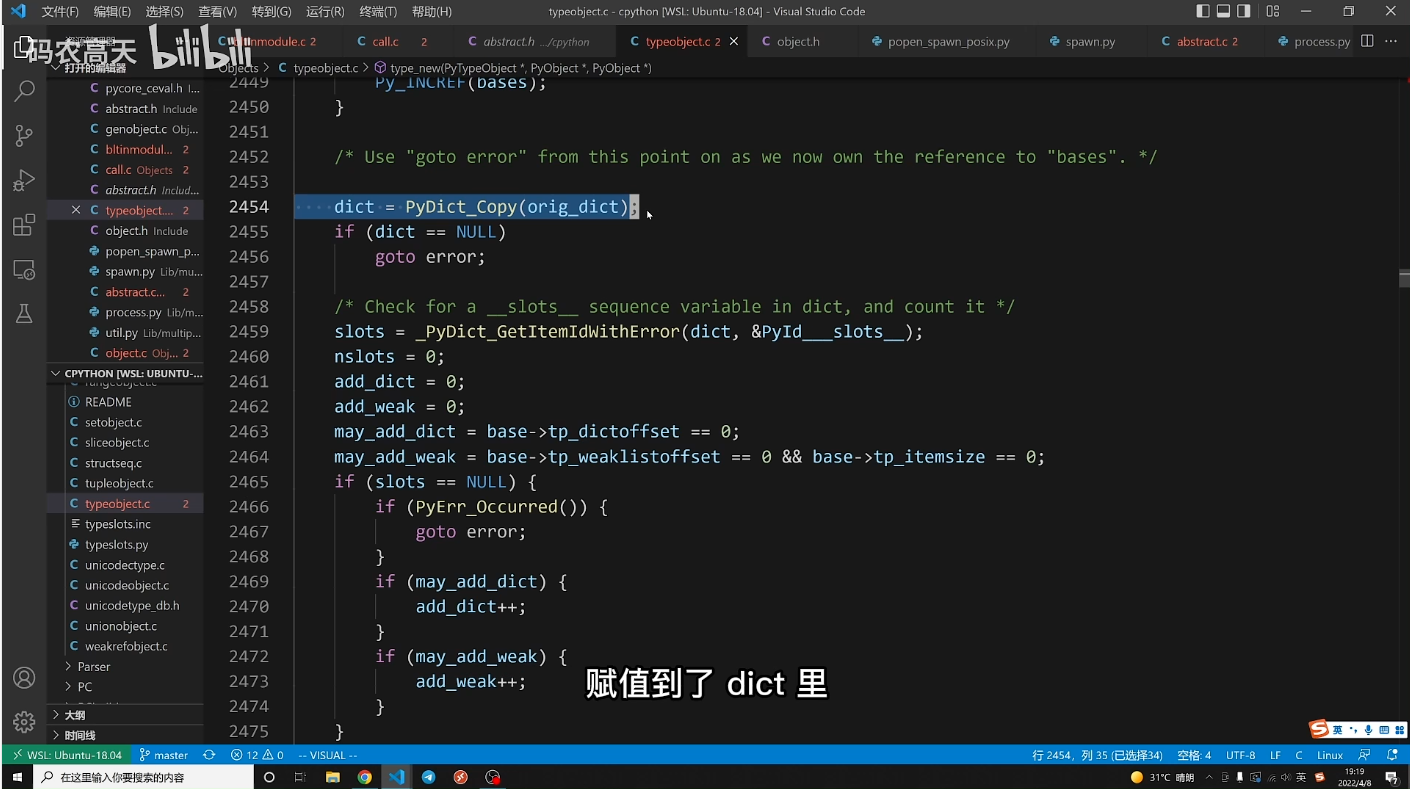 文件(F) 编辑(E) 选择(S) 查看(V) 转到(G) 运行(R) 终端(T) 帮助(H) typeobject.c - cpython [WSL: Ubuntu-18.04] - Visual Studio Code
码农高天 bilibili
call.c 2 abstract.h .../cpython typeobject.c 2 object.h popen_spawn_posix.py spawn.py abstract.c 2 process.py
打开的编辑器
Objects > typeobject.c > type_new(PyTypeObject *, PyObject *, PyObject *)
pycore_ceval.h I...
abstract.h Include
genobject.c Obj...
bltinmodul... 2
call.c Objects 2
abstract.h Includ...
typeobject.... 2
object.h Include
popen_spawn_p...
spawn.py Lib/mu...
abstract.c... 2
process.py Lib/m...
util.py Lib/multip...
object.c Obj... 2
CPYTHON [WSL: UBUNTU-...
rangeobject.c
README
setobject.c
sliceobject.c
structseq.c
tupleobject.c
typeobject.c 2
typeslots.inc
typeslots.py
unicodectype.c
unicodeobject.c
unicodetype_db.h
unionobject.c
weakrefobject.c
Parser
PC
大纲
时间线
2449 Py_INCREF(bases);
2450 }
2451
2452 /* Use "goto error" from this point on as we now own the reference to "bases". */
2453
2454 dict = PyDict_Copy(orig_dict);
2455 if (dict == NULL)
2456 goto error;
2457
2458 /* Check for a __slots__ sequence variable in dict, and count it */
2459 slots = _PyDict_GetItemIdWithError(dict, &PyId___slots__);
2460 nslots = 0;
2461 add_dict = 0;
2462 add_weak = 0;
2463 may_add_dict = base->tp_dictoffset == 0;
2464 may_add_weak = base->tp_weaklistoffset == 0 && base->tp_itemsize == 0;
2465 if (slots == NULL) {
2466 if (PyErr_Occurred()) {
2467 goto error;
2468 }
2469 if (may_add_dict) {
2470 add_dict++;
2471 }
2472 if (may_add_weak) {
2473 add_weak++;
2474 }
2475 }
赋值到了 dict 里
英
WSL: Ubuntu-18.04 master 12 0 -- VISUAL -- 行 2454，列 35 (已选择34) 空格: 4 UTF-8 LF C Linux
在这里输入你要搜索的内容 31°C 晴朗 英 19:19
2022/4/8